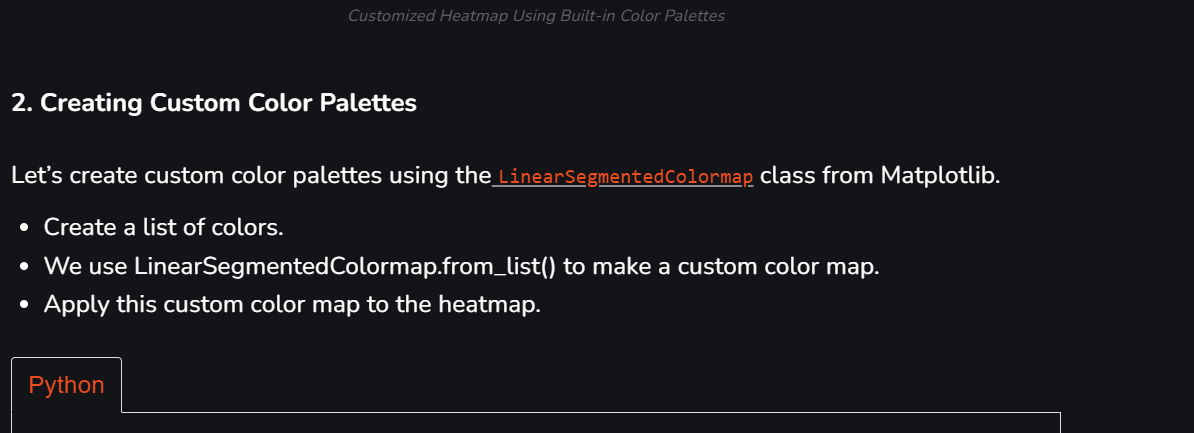 Customized Heatmap Using Built-in Color Palettes
2. Creating Custom Color Palettes
Let’s create custom color palettes using the LinearSegmentedColormap class from Matplotlib.
• Create a list of colors.
• We use LinearSegmentedColormap.from_list() to make a custom color map.
• Apply this custom color map to the heatmap.
Python